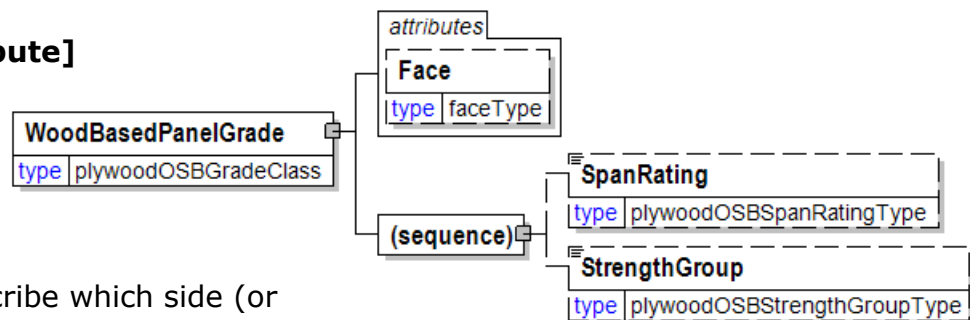 bute]
attributes
Face
type faceType
WoodBasedPanelGrade
type plywoodOSBGradeClass
SpanRating
type plywoodOSBSpanRatingType
(sequence)
StrengthGroup
type plywoodOSBStrengthGroupType
cribe which side (or